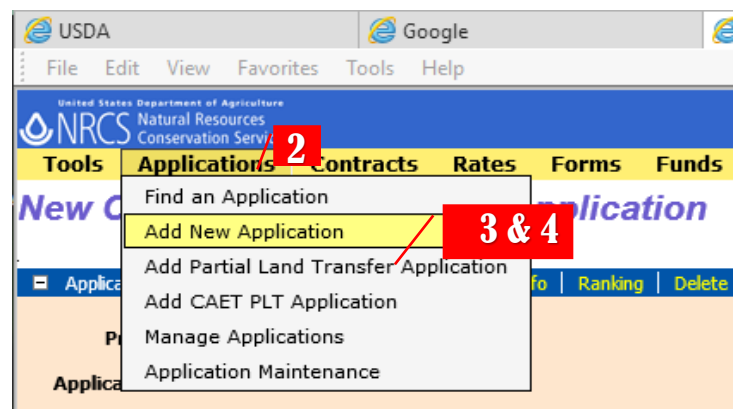 USDA Google
File Edit View Favorites Tools Help
United States Department of Agriculture
NRCS Natural Resources
Conservation Servi
2
Tools Applications Contracts Rates Forms Funds
Find an Application
New plication
Add New Application
3 & 4
Add Partial Land Transfer Application
Applica fo | Ranking | Delete
Add CAET PLT Application
Manage Applications
Application Maintenance
Applica